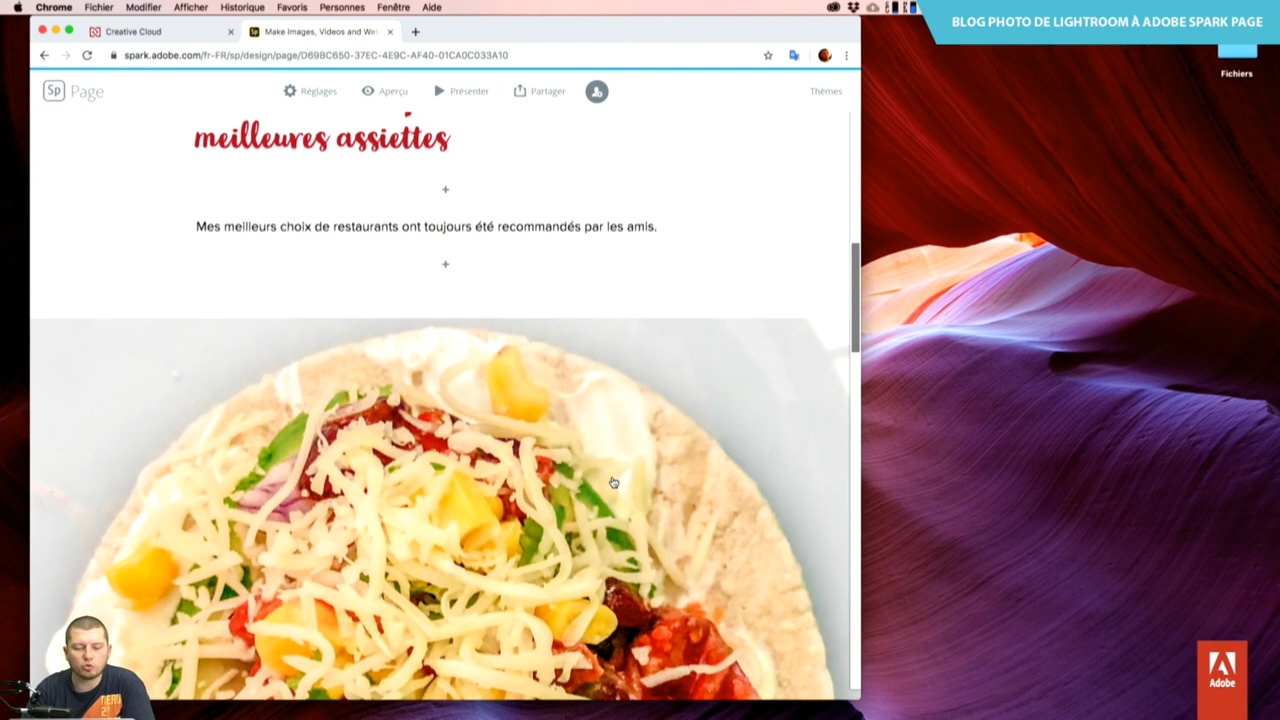 Chrome Fichier Modifier Afficher Historique Favoris Personnes Fenêtre Aide
BLOG PHOTO DE LIGHTROOM À ADOBE SPARK PAGE
Creative Cloud
Sp Make Images, Videos and We
spark.adobe.com/fr-FR/sp/design/page/D69BC650-37EC-4E9C-AF40-01CA0C033A10
Fichiers
Sp Page Réglages Aperçu Présenter Partager Thèmes
meilleures assiettes
Mes meilleurs choix de restaurants ont toujours été recommandés par les amis.
Adobe